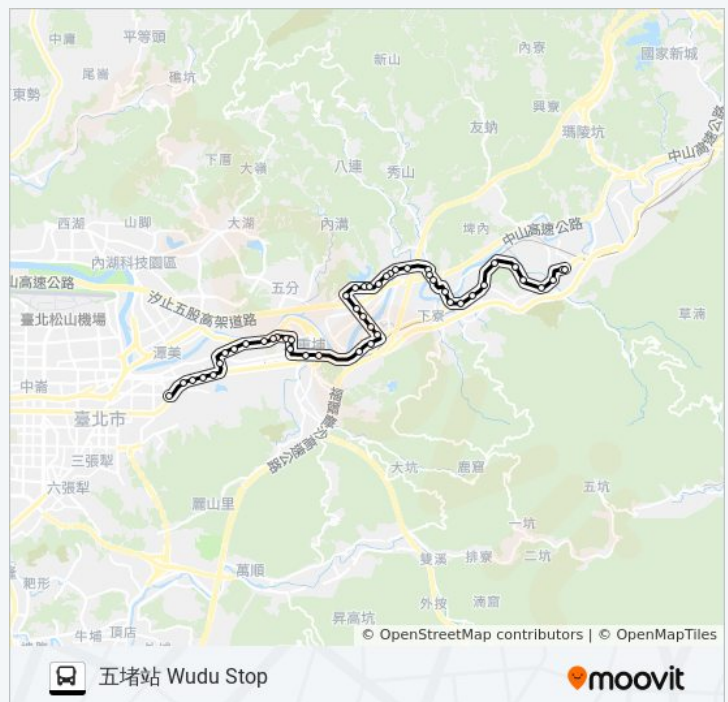 中灣
平等頭
新山
內寮
國家新城
尾崙
礁坑
東勢
興寮
友蚋
瑪陵坑
下厝
大嶺
八連
秀山
中山高速公路
西湖
山脚
大湖
內溝
埤內
中山高速公路
內湖科技園區
五分
山高速公路
汐止五股高架道路
臺北松山機場
下寮
草湳
潭美
中崙
臺北市
三張犁
六張犁
大坑
鹿窟
五坑
麗山里
一坑
萬順
雙溪
排寮
二坑
外按
湳窟
昇高坑
牛埔
頂店
© OpenStreetMap contributors | © OpenMapTiles
五堵站 Wudu Stop
moovit